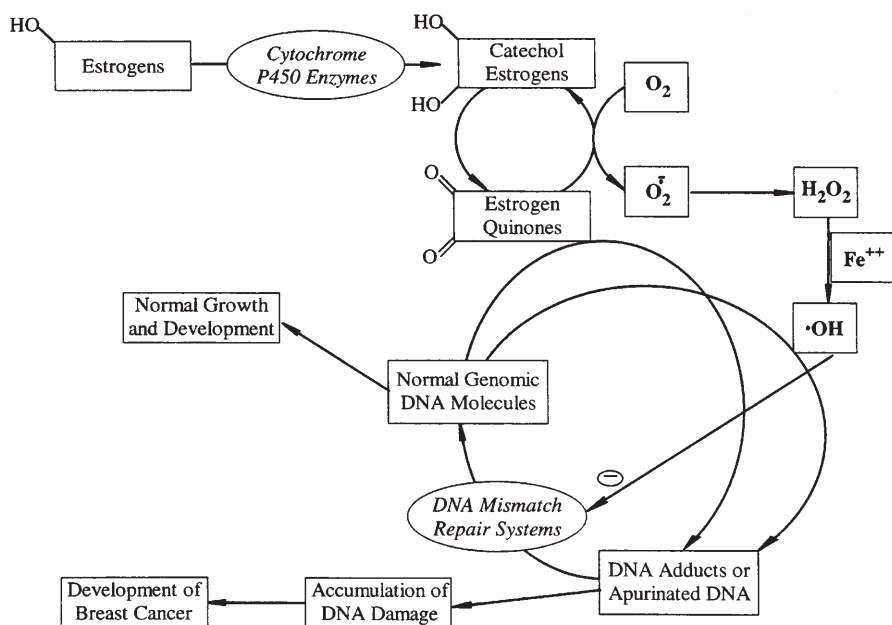 HO
Estrogens
Cytochrome
P450 Enzymes
HO
Catechol
Estrogens
HO
O₂
O
O
Estrogen
Quinones
O₂•̄
H₂O₂
Fe⁺⁺
•OH
Normal Growth
and Development
Normal Genomic
DNA Molecules
−
DNA Mismatch
Repair Systems
DNA Adducts or
Apurinated DNA
Accumulation of
DNA Damage
Development of
Breast Cancer